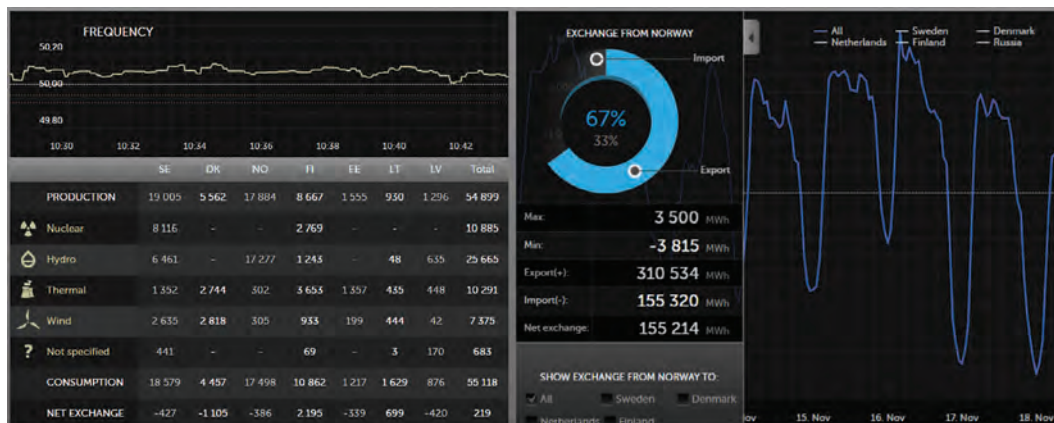 FREQUENCY
50,20
50,00
49.80
10:30 10:32 10:34 10:36 10:38 10:40 10:42
SE DK NO FI EE LT LV Total
PRODUCTION 19 005 5 562 17 884 8 667 1 555 930 1 296 54 899
Nuclear 8 116 - - 2 769 - - - 10 885
Hydro 6 461 - 17 277 1 243 - 48 635 25 665
Thermal 1 352 2 744 302 3 653 1 357 435 448 10 291
Wind 2 635 2 818 305 933 199 444 42 7 375
? Not specified 441 - - 69 - 3 170 683
CONSUMPTION 18 579 4 457 17 498 10 862 1 217 1 629 876 55 118
NET EXCHANGE -427 -1 105 -386 2 195 -339 699 -420 219
EXCHANGE FROM NORWAY
Import
67%
33%
Export
Max: 3 500 MWh
Min: -3 815 MWh
Export(+): 310 534 MWh
Import(-): 155 320 MWh
Net exchange: 155 214 MWh
SHOW EXCHANGE FROM NORWAY TO:
All Sweden Denmark
Netherlands Finland
All Sweden Denmark
Netherlands Finland Russia
15. Nov 16. Nov 17. Nov 18. Nov